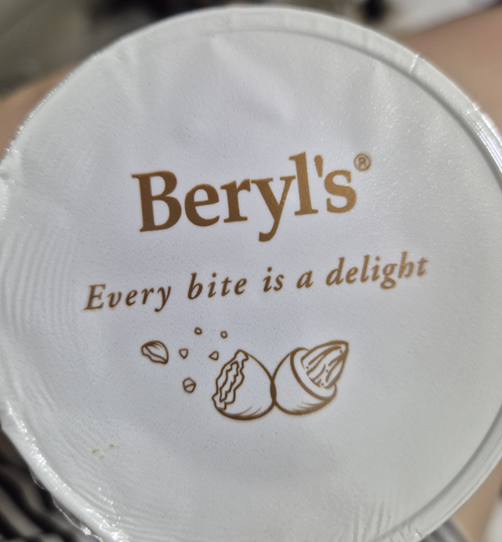 Beryl's®
Every bite is a delight